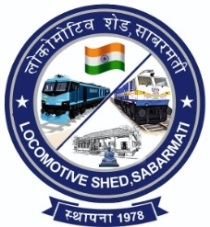 लोकोमोटिव शेड, साबरमती
LOCOMOTIVE SHED, SABARMATI
स्थापना 1978